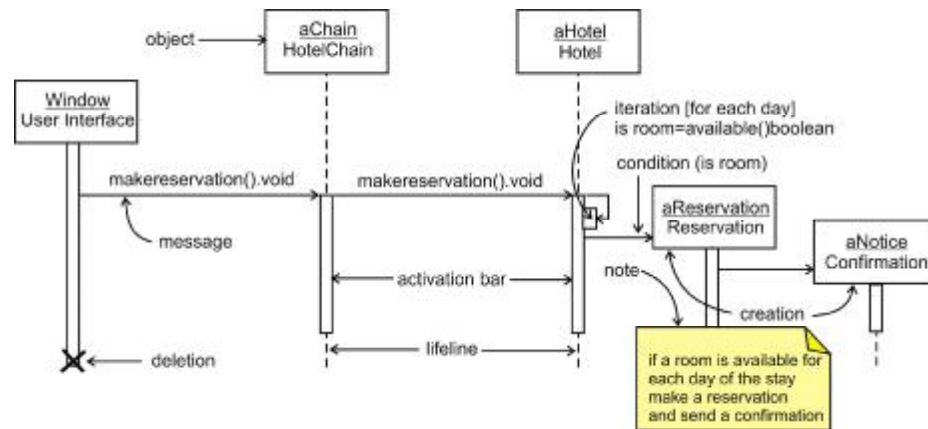 object
aChain
HotelChain
aHotel
Hotel
Window
User Interface
iteration [for each day]
is room=available()boolean
condition (is room)
makereservation().void
makereservation().void
aReservation
Reservation
aNotice
Confirmation
message
activation bar
note
creation
lifeline
deletion
if a room is available for
each day of the stay
make a reservation
and send a confirmation